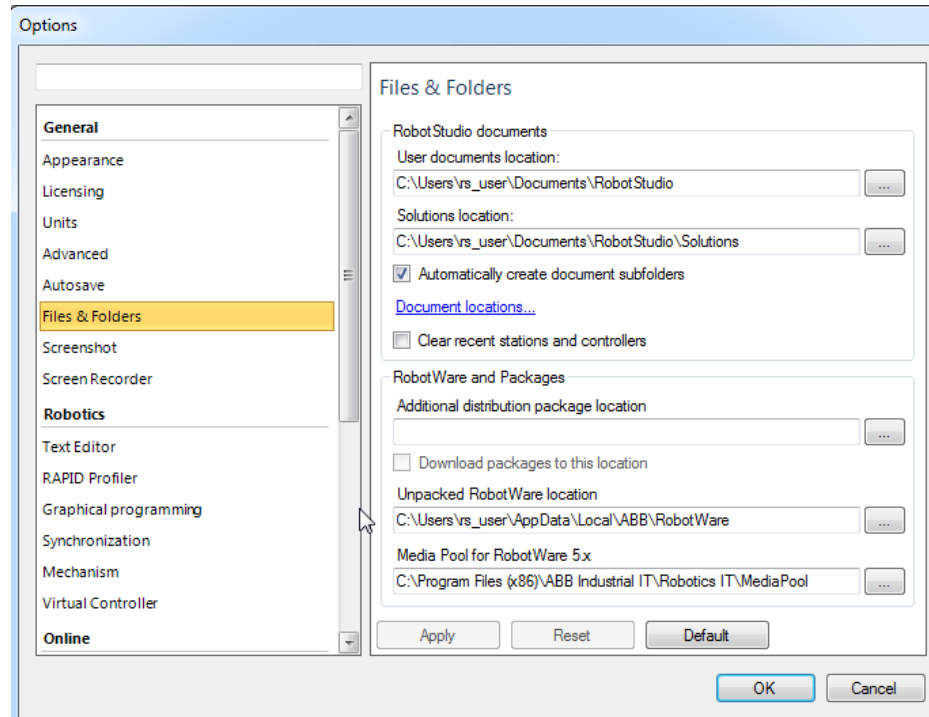 Options
General
Appearance
Licensing
Units
Advanced
Autosave
Files & Folders
Screenshot
Screen Recorder
Robotics
Text Editor
RAPID Profiler
Graphical programming
Synchronization
Mechanism
Virtual Controller
Online
Files & Folders
RobotStudio documents
User documents location:
C:\Users\rs_user\Documents\RobotStudio
...
Solutions location:
C:\Users\rs_user\Documents\RobotStudio\Solutions
...
Automatically create document subfolders
Document locations...
Clear recent stations and controllers
RobotWare and Packages
Additional distribution package location
...
Download packages to this location
Unpacked RobotWare location
C:\Users\rs_user\AppData\Local\ABB\RobotWare
...
Media Pool for RobotWare 5.x
C:\Program Files (x86)\ABB Industrial IT\Robotics IT\MediaPool
...
Apply
Reset
Default
OK
Cancel